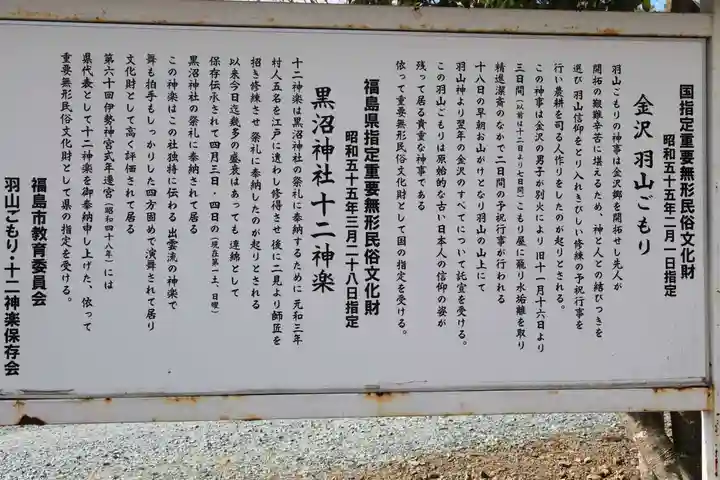 国指定重要無形民俗文化財
昭和五十五年二月一日指定
金沢 羽山ごもり
羽山ごもりの神事は金沢郷を開拓せし先人が
開拓の艱難辛苦に堪えるため、神と人との結びつきを
選び羽山信仰をとり入れきびしい修練の予祝行事を
行い農耕を司る人作りをしたのが起りとされる。
この神事は金沢の男子が別火により旧十一月十六日より
三日間(以前は十二日より七日間)こもり屋に籠り水垢離を取り
精進潔斎のなかで二日間の予祝行事が行われる
十八日の早朝お山がけとなり羽山の山上にて
羽山神より翌年の金沢のすべてについて託宣を受ける。
この羽山ごもりは原始的な古い日本人の信仰の姿が
残って居る貴重な神事である
依って重要無形民俗文化財として国の指定を受ける。
福島県指定重要無形民俗文化財
昭和五十五年三月二十八日指定
黒沼神社十二神楽
十二神楽は黒沼神社の祭礼に奉納するために元和三年
村人五名を江戸に遣わし修得させ後に二見より師匠を
招き修練させ祭礼に奉納したのが起りとされる
以来今日迄幾多の盛衰はあっても連綿として
保存伝承されて四月三日・四日の(現在第一土、日曜)
黒沼神社の祭礼に奉納されて居る
この神楽はこの社独特に伝わる出雲流の神楽で
舞も拍手もしっかりした四方固めで演舞されて居り
文化財として高く評価されて居る
第六十回伊勢神宮式年遷宮(昭和四十八年)には
県代表として十二神楽を御奉納申し上げた、依って
重要無形民俗文化財として県の指定を受ける。
福島市教育委員会
羽山ごもり・十二神楽保存会